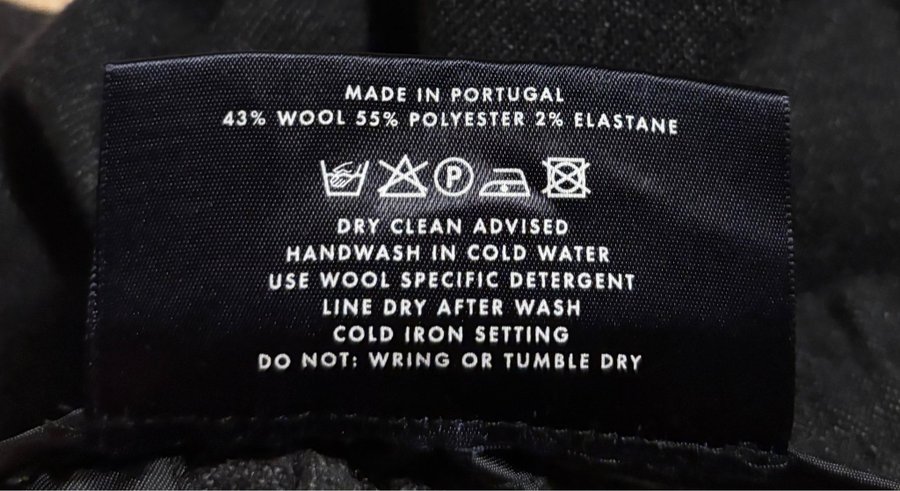 MADE IN PORTUGAL
43% WOOL 55% POLYESTER 2% ELASTANE
P
DRY CLEAN ADVISED
HANDWASH IN COLD WATER
USE WOOL SPECIFIC DETERGENT
LINE DRY AFTER WASH
COLD IRON SETTING
DO NOT: WRING OR TUMBLE DRY